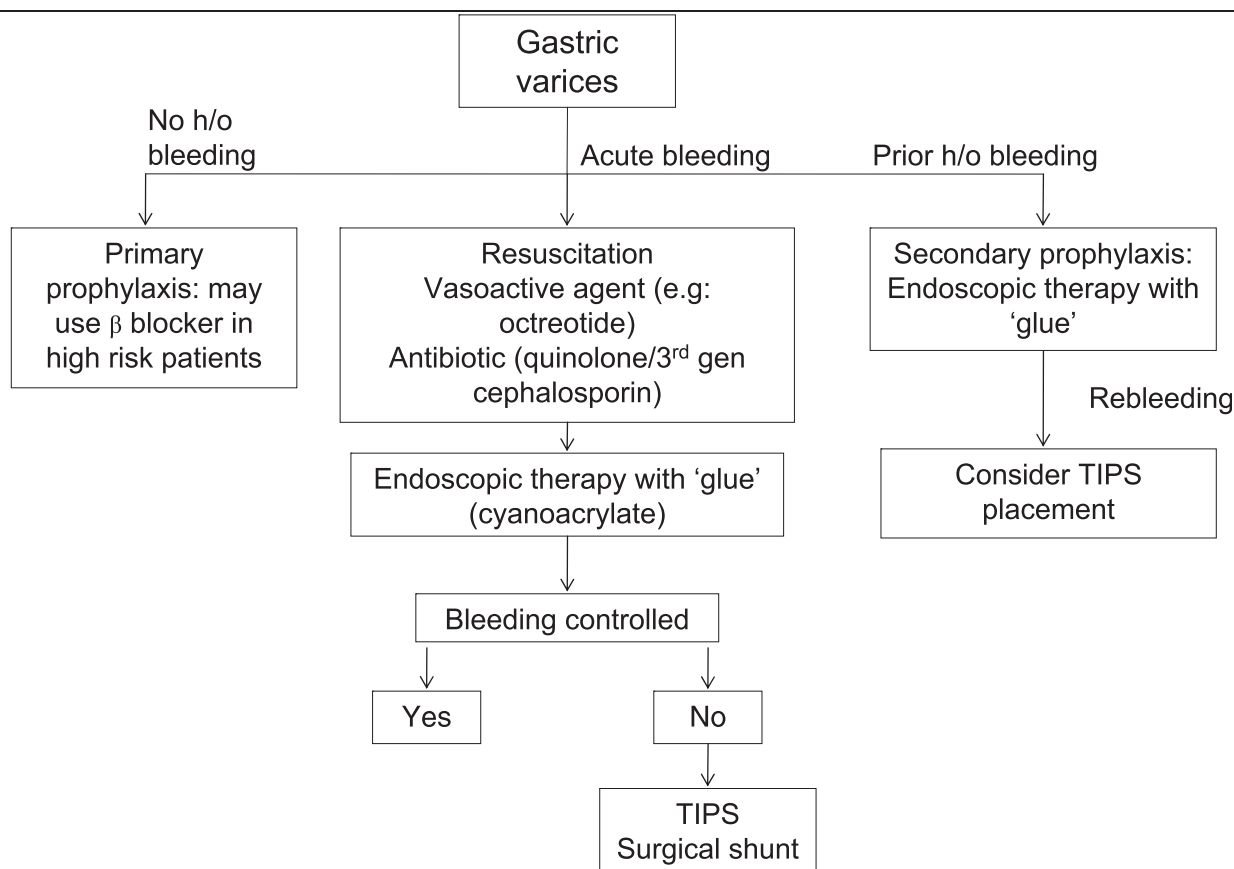 Gastric
varices
No h/o
bleeding
Acute bleeding
Prior h/o bleeding
Primary
prophylaxis: may
use β blocker in
high risk patients
Resuscitation
Vasoactive agent (e.g:
octreotide)
Antibiotic (quinolone/3rd gen
cephalosporin)
Secondary prophylaxis:
Endoscopic therapy with
‘glue’
Rebleeding
Endoscopic therapy with ‘glue’
(cyanoacrylate)
Consider TIPS
placement
Bleeding controlled
Yes
No
TIPS
Surgical shunt